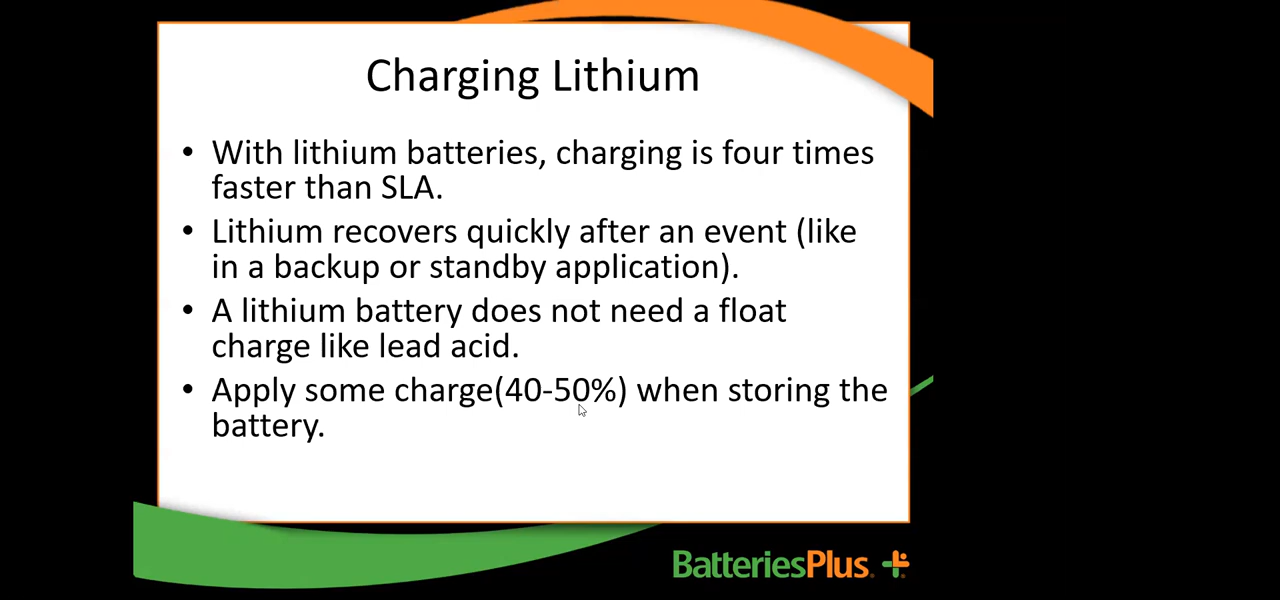 Charging Lithium
• With lithium batteries, charging is four times
faster than SLA.
• Lithium recovers quickly after an event (like
in a backup or standby application).
• A lithium battery does not need a float
charge like lead acid.
• Apply some charge(40-50%) when storing the
battery.
BatteriesPlus